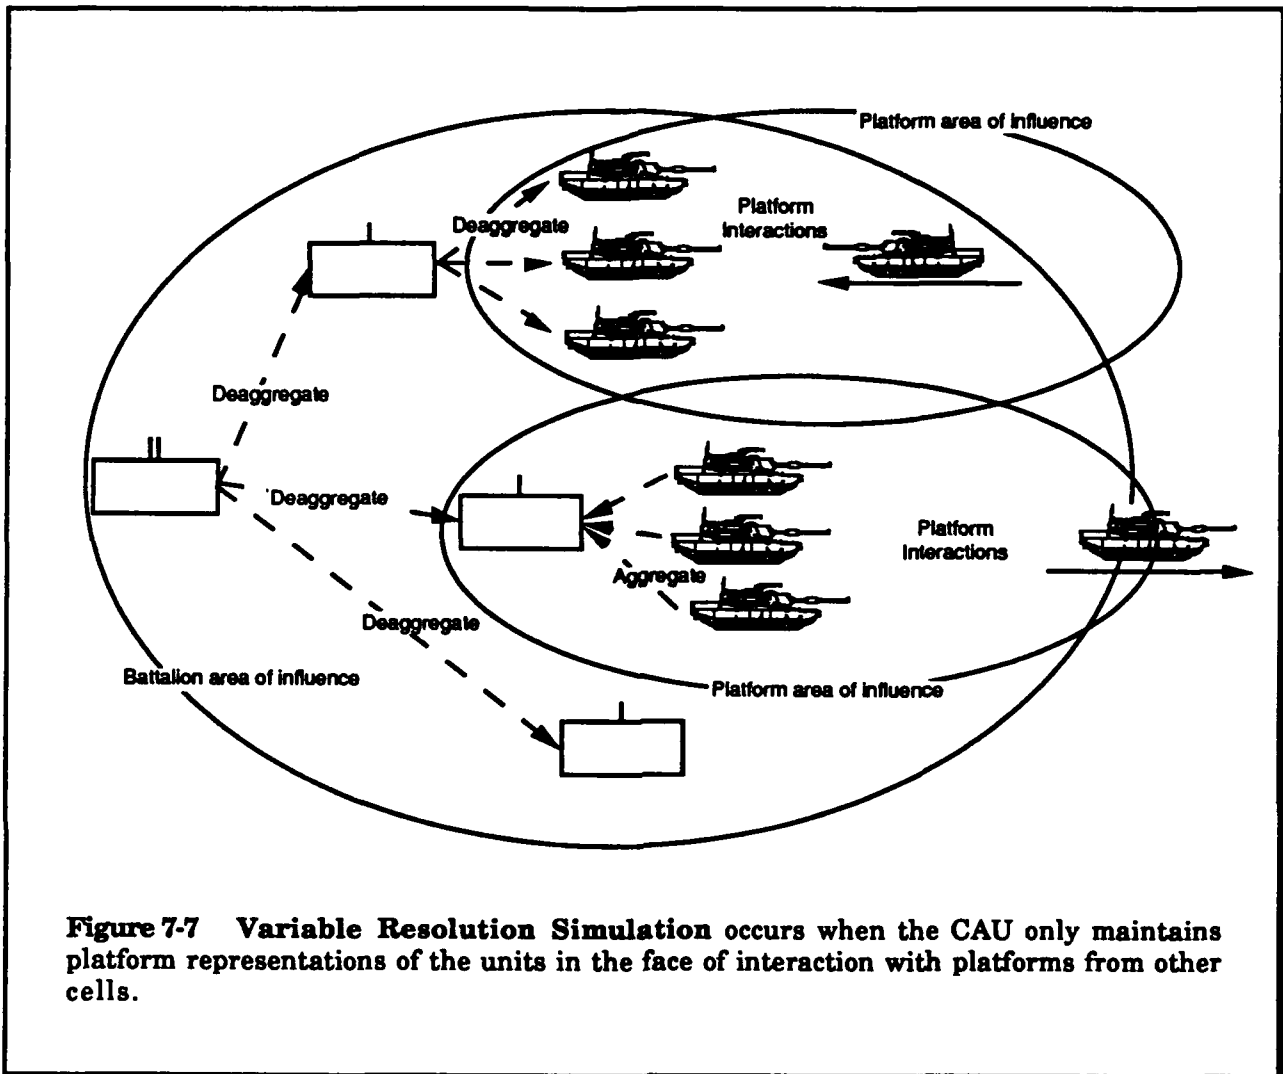 Platform area of influence
Deaggregate
Platform
Interactions
Deaggregate
Deaggregate
Platform
Interactions
Aggregate
Deaggregate
Battalion area of influence
Platform area of influence
Figure 7-7 Variable Resolution Simulation occurs when the CAU only maintains
platform representations of the units in the face of interaction with platforms from other
cells.